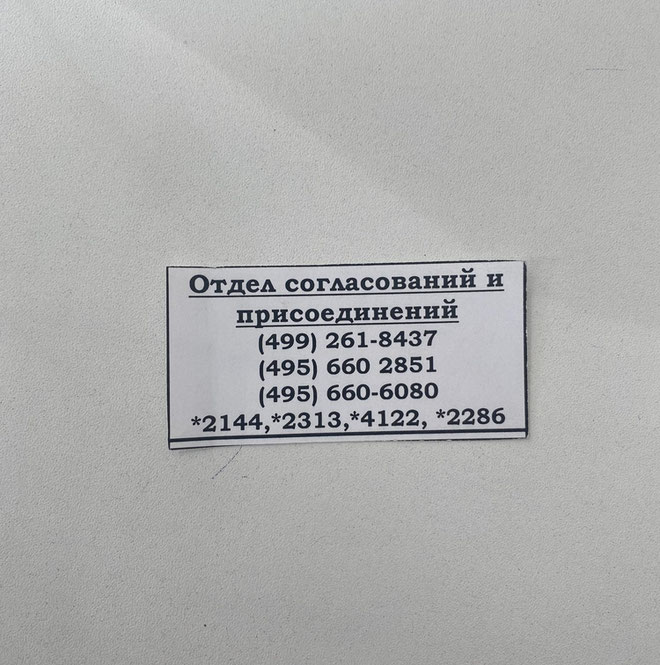 Отдел согласований и
присоединений
(499) 261-8437
(495) 660 2851
(495) 660-6080
*2144,*2313,*4122, *2286